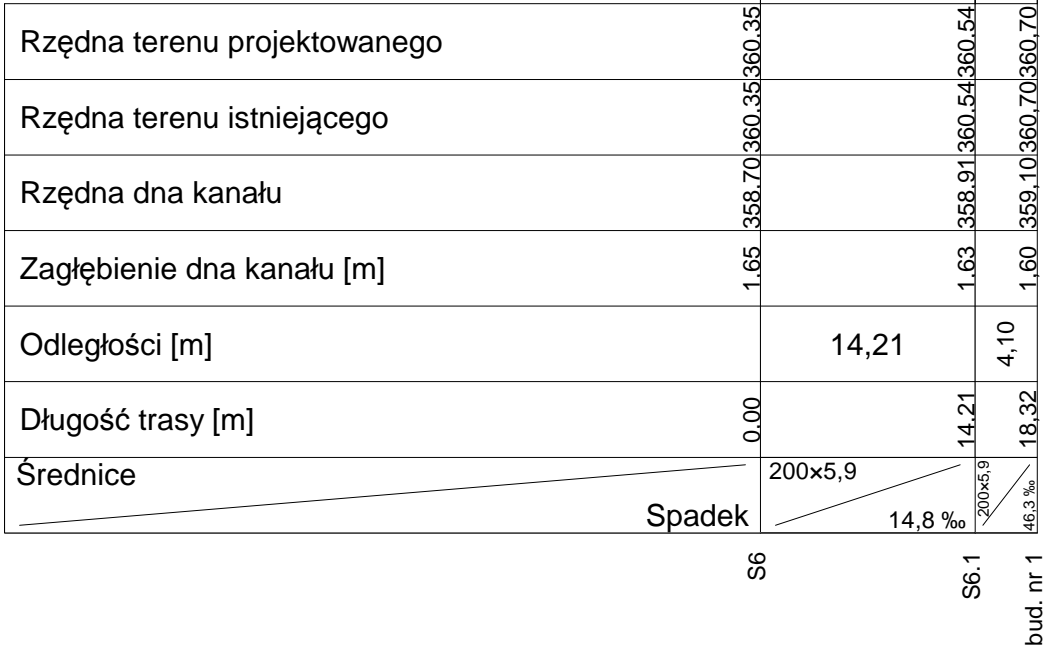 Rzędna terenu projektowanego 360.35 360.54 360,70
Rzędna terenu istniejącego 360.35 360.54 360,70
Rzędna dna kanału 358.70 358.91 359,10
Zagłębienie dna kanału [m] 1.65 1.63 1,60
Odległości [m] 14,21 4,10
Długość trasy [m] 0.00 14.21 18,32
Średnice 200×5,9 200×5,9
Spadek 14,8 ‰ 46,3 ‰
S6 S6.1 bud. nr 1